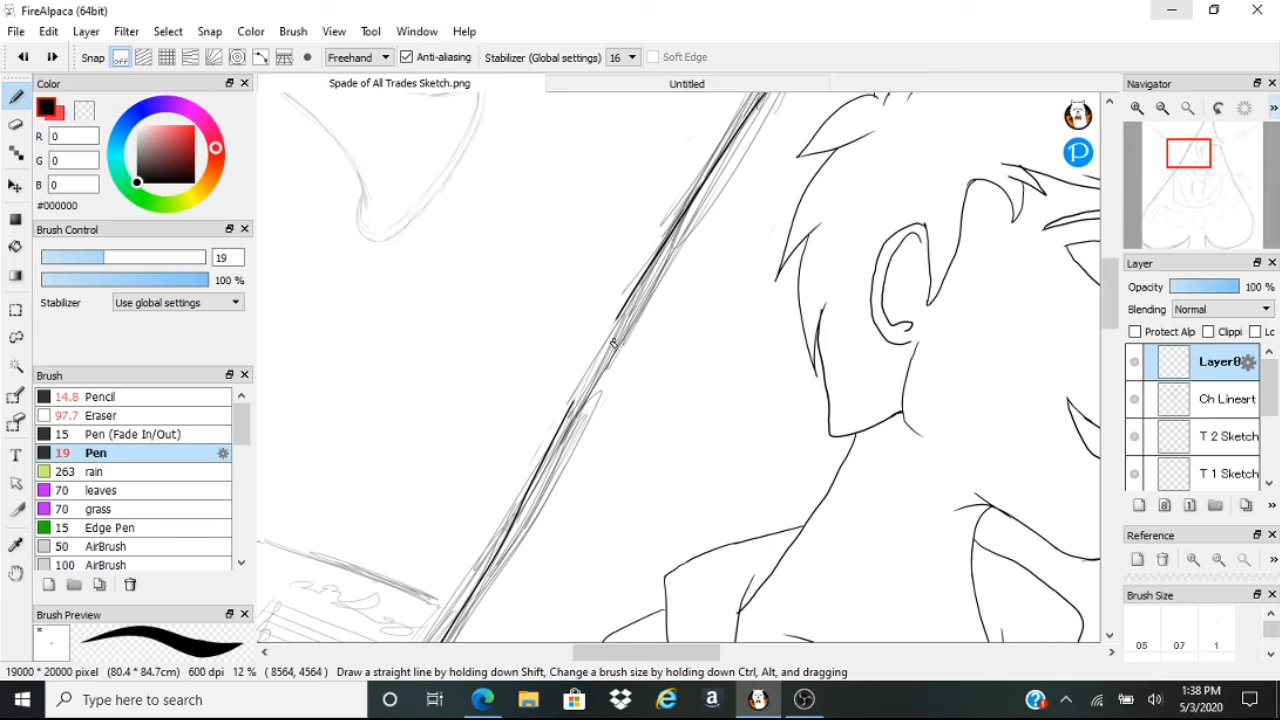 FireAlpaca (64bit)
File Edit Layer Filter Select Snap Color Brush View Tool Window Help
Snap off Freehand Anti-aliasing Stabilizer (Global settings) 16 Soft Edge
Color
Spade of All Trades Sketch.png Untitled
Navigator
R 0
G 0
B 0
#000000
P
Brush Control
19
100 %
Stabilizer Use global settings
Layer
Opacity 100 %
Blending Normal
Protect Alp Clippi Lc
Layer8
Ch Lineart
T 2 Sketch
T 1 Sketch
Brush
14.8 Pencil
97.7 Eraser
15 Pen (Fade In/Out)
19 Pen
263 rain
70 leaves
70 grass
15 Edge Pen
50 AirBrush
100 AirBrush
8 1
Reference
Brush Size
05 07 1
Brush Preview
*
19000 * 20000 pixel (80.4 * 84.7cm) 600 dpi 12 % ( 8564, 4564 ) Draw a straight line by holding down Shift, Change a brush size by holding down Ctrl, Alt, and dragging
Type here to search
1:38 PM
5/3/2020